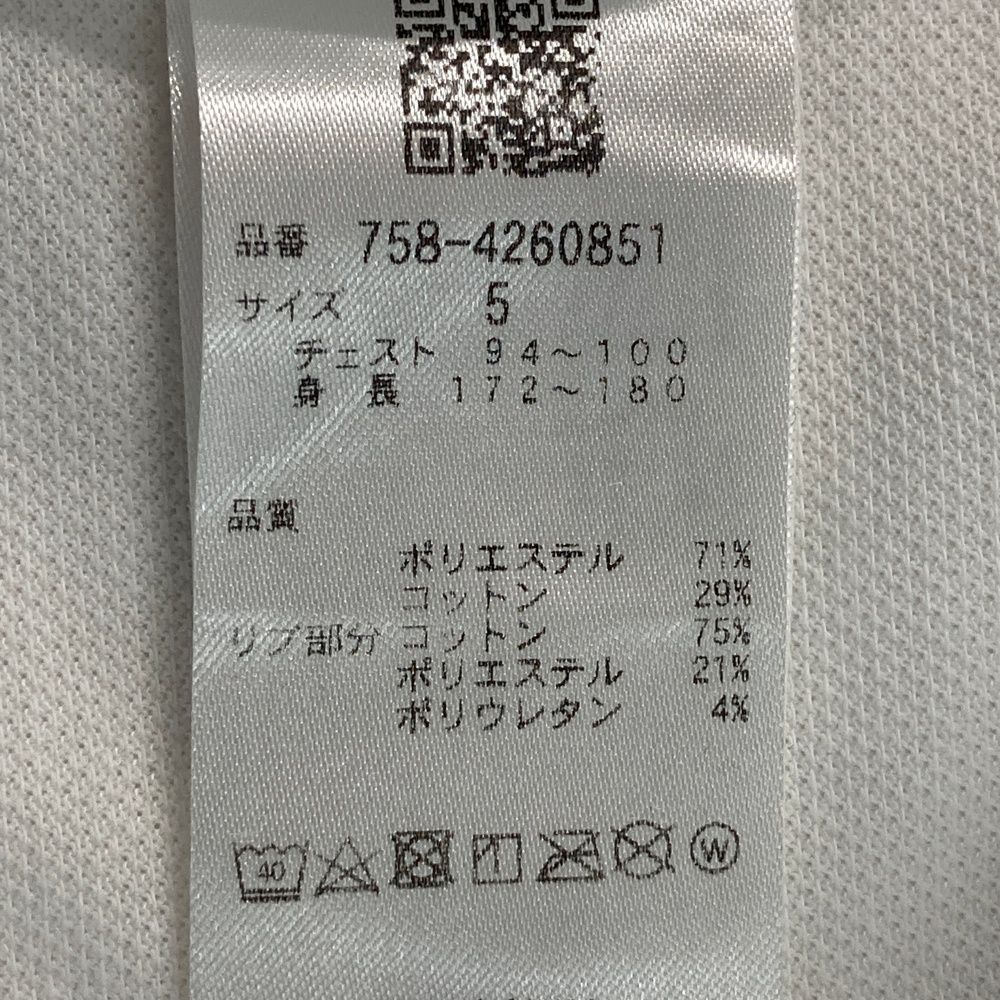 品番 758-4260851
サイズ 5
チェスト 94～100
身長 172～180
品質
ポリエステル 71%
コットン 29%
リブ部分 コットン 75%
ポリエステル 21%
ポリウレタン 4%
40 W